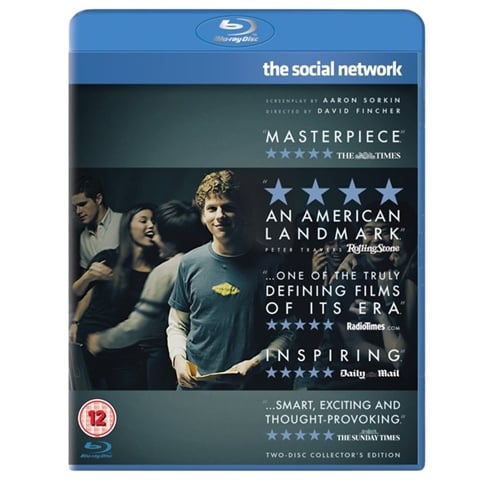 Blu-ray Disc
the social network
SCREENPLAY BY AARON SORKIN
DIRECTED BY DAVID FINCHER
"MASTERPIECE."
THE TIMES
"
AN AMERICAN
LANDMARK."
PETER TRAVERS Rolling Stone
"...ONE OF THE TRULY
DEFINING FILMS
OF ITS ERA."
RadioTimes.COM
"INSPIRING."
Daily Mail
"...SMART, EXCITING AND
THOUGHT-PROVOKING."
THE SUNDAY TIMES
TWO-DISC COLLECTOR'S EDITION
12
Blu-ray Disc